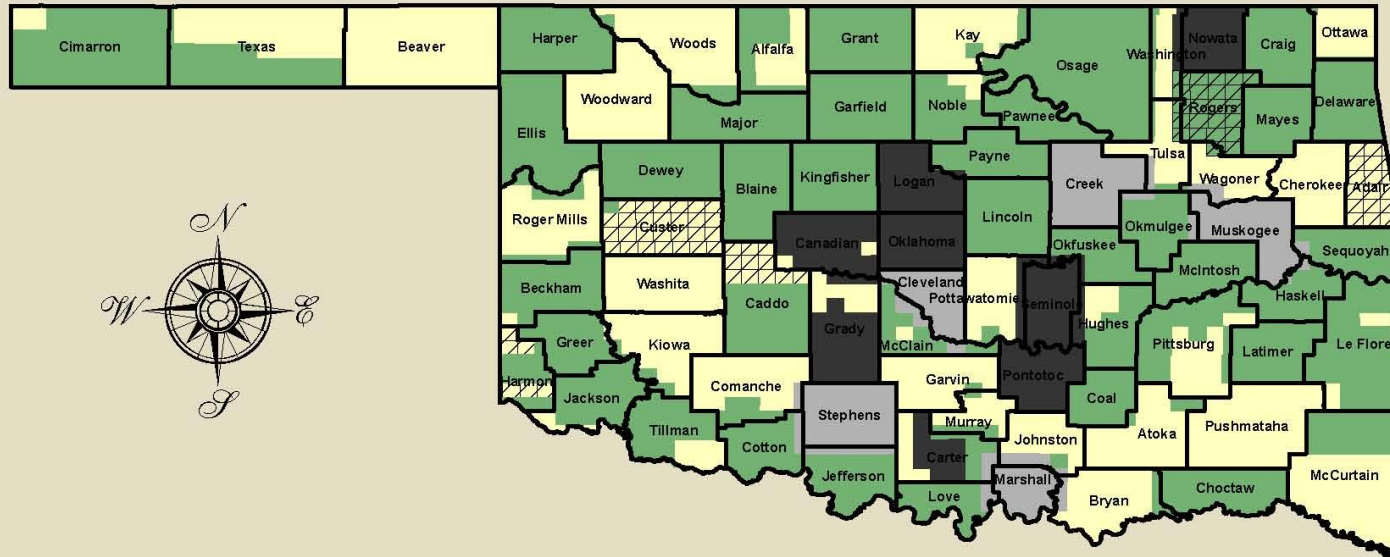 Cimarron
Texas
Beaver
Harper
Woods
Alfalfa
Grant
Kay
Osage
Washington
Nowata
Craig
Ottawa
Woodward
Ellis
Major
Garfield
Noble
Pawnee
Rogers
Mayes
Delaware
Dewey
Blaine
Kingfisher
Logan
Payne
Creek
Tulsa
Wagoner
Cherokee
Adair
Roger Mills
Custer
Canadian
Oklahoma
Lincoln
Okfuskee
Okmulgee
Muskogee
Sequoyah
Beckham
Washita
Caddo
Grady
Cleveland
Pottawatomie
Seminole
Hughes
McIntosh
Haskell
Greer
Kiowa
McClain
Pittsburg
Latimer
Le Flore
Harmon
Jackson
Comanche
Stephens
Garvin
Pontotoc
Coal
Tillman
Cotton
Murray
Johnston
Atoka
Pushmataha
Jefferson
Carter
Love
Marshall
Bryan
Choctaw
McCurtain
N
W
E
S